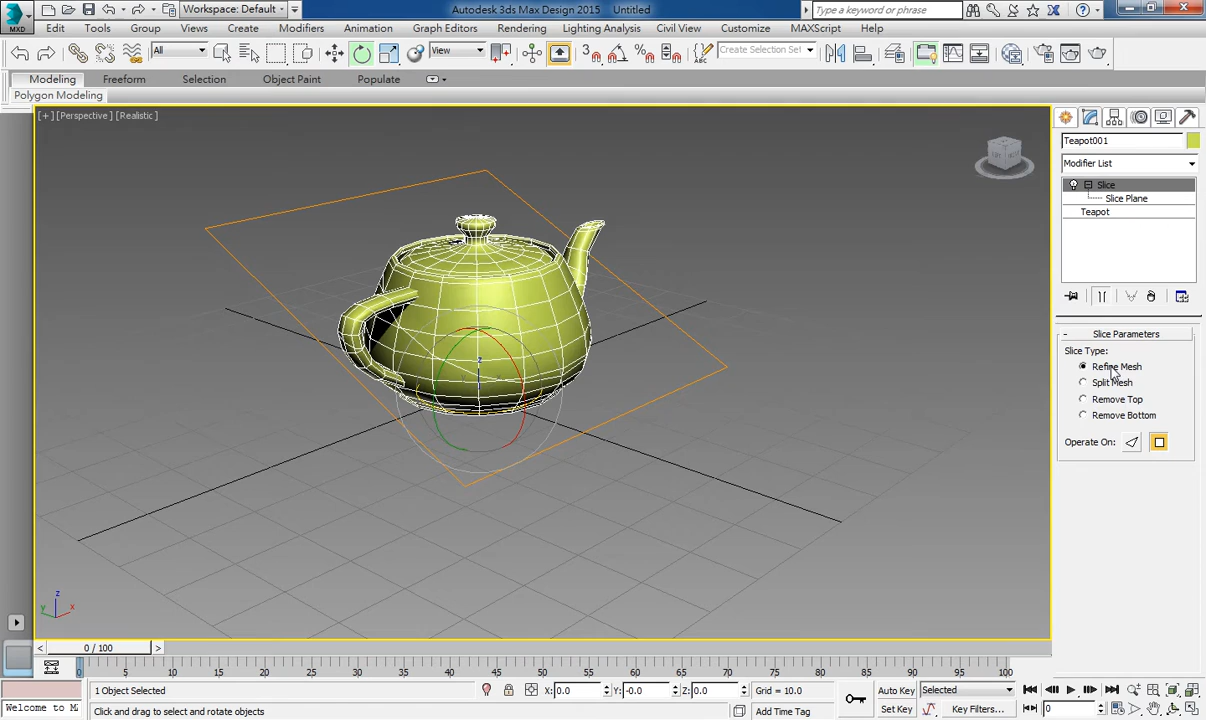 Workspace: Default
Autodesk 3ds Max Design 2015 Untitled
Type a keyword or phrase
MXD
Edit Tools Group Views Create Modifiers Animation Graph Editors Rendering Lighting Analysis Civil View Customize MAXScript Help
All
View
3
%
Create Selection Set
Modeling Freeform Selection Object Paint Populate
Polygon Modeling
[+] [Perspective] [Realistic]
Teapot001
Modifier List
Slice
Slice Plane
Teapot
- Slice Parameters
Slice Type:
Refine Mesh
Split Mesh
Remove Top
Remove Bottom
Operate On:
z
z
y
x
< 0 / 100 >
0 5 10 15 20 25 30 35 40 45 50 55 60 65 70 75 80 85 90 95 100
1 Object Selected
X: 0.0 Y: -0.0 Z: 0.0 Grid = 10.0
Auto Key Selected
Welcome to M
Click and drag to select and rotate objects
Add Time Tag
Set Key Key Filters...
0